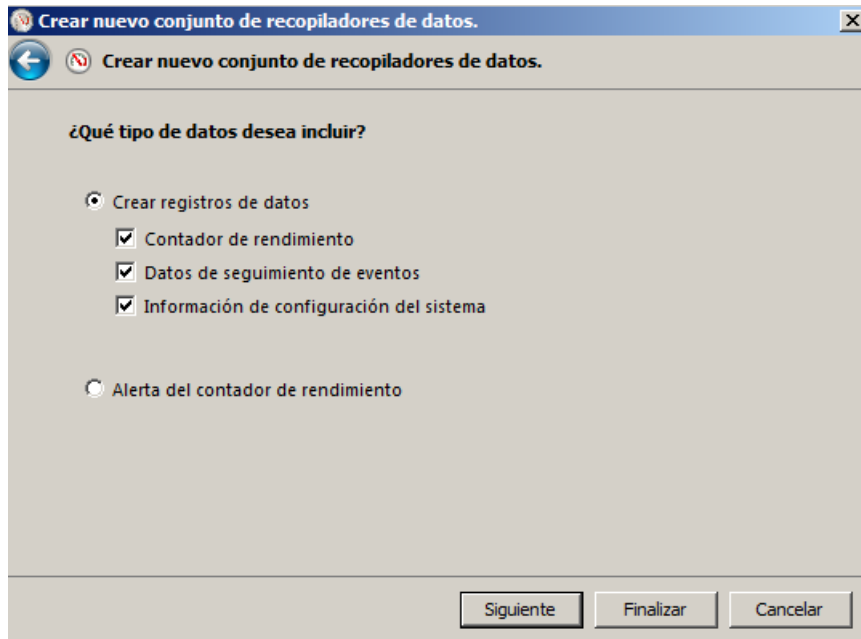 Crear nuevo conjunto de recopiladores de datos.
Crear nuevo conjunto de recopiladores de datos.
¿Qué tipo de datos desea incluir?
Crear registros de datos
Contador de rendimiento
Datos de seguimiento de eventos
Información de configuración del sistema
Alerta del contador de rendimiento
Siguiente Finalizar Cancelar